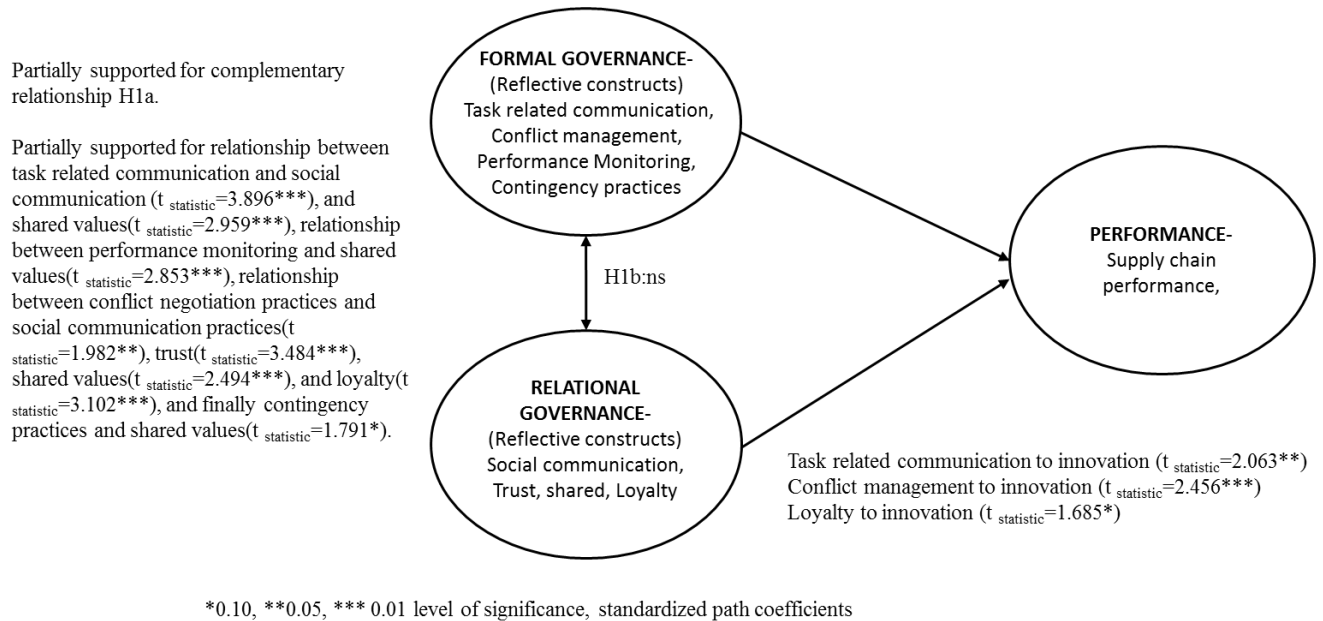 Partially supported for complementary
relationship H1a.
Partially supported for relationship between
task related communication and social
communication (t statistic=3.896***), and
shared values(t statistic=2.959***), relationship
between performance monitoring and shared
values(t statistic=2.853***), relationship
between conflict negotiation practices and
social communication practices(t
statistic=1.982**), trust(t statistic=3.484***),
shared values(t statistic=2.494***), and loyalty(t
statistic=3.102***), and finally contingency
practices and shared values(t statistic=1.791*).
FORMAL GOVERNANCE-
(Reflective constructs)
Task related communication,
Conflict management,
Performance Monitoring,
Contingency practices
H1b:ns
RELATIONAL
GOVERNANCE-
(Reflective constructs)
Social communication,
Trust, shared, Loyalty
PERFORMANCE-
Supply chain
performance,
Task related communication to innovation (t statistic=2.063**)
Conflict management to innovation (t statistic=2.456***)
Loyalty to innovation (t statistic=1.685*)
*0.10, **0.05, *** 0.01 level of significance, standardized path coefficients